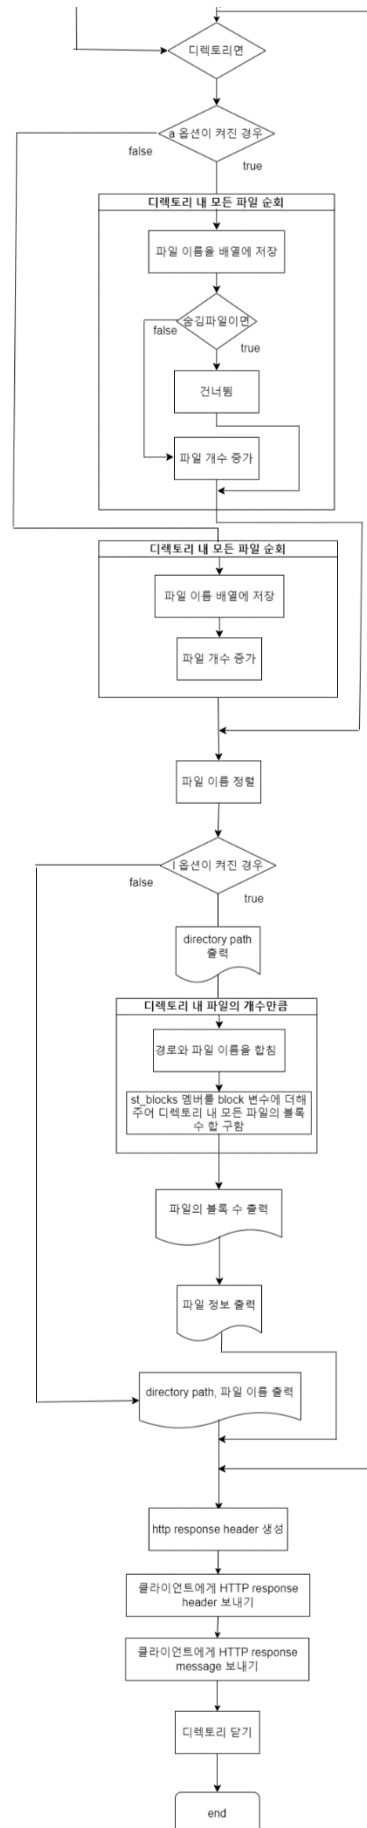 디렉토리면
a 옵션이 켜진 경우
false
true
디렉토리 내 모든 파일 순회
파일 이름을 배열에 저장
숨김파일이면
false
true
건너뜀
파일 개수 증가
디렉토리 내 모든 파일 순회
파일 이름 배열에 저장
파일 개수 증가
파일 이름 정렬
l 옵션이 켜진 경우
false
true
directory path
출력
디렉토리 내 파일의 개수만큼
경로와 파일 이름을 합침
st_blocks 멤버를 block 변수에 더해
주어 디렉토리 내 모든 파일의 블록
수 합 구함
파일의 블록 수 출력
파일 정보 출력
directory path, 파일 이름 출력
http response header 생성
클라이언트에게 HTTP response
header 보내기
클라이언트에게 HTTP response
message 보내기
디렉토리 닫기
end